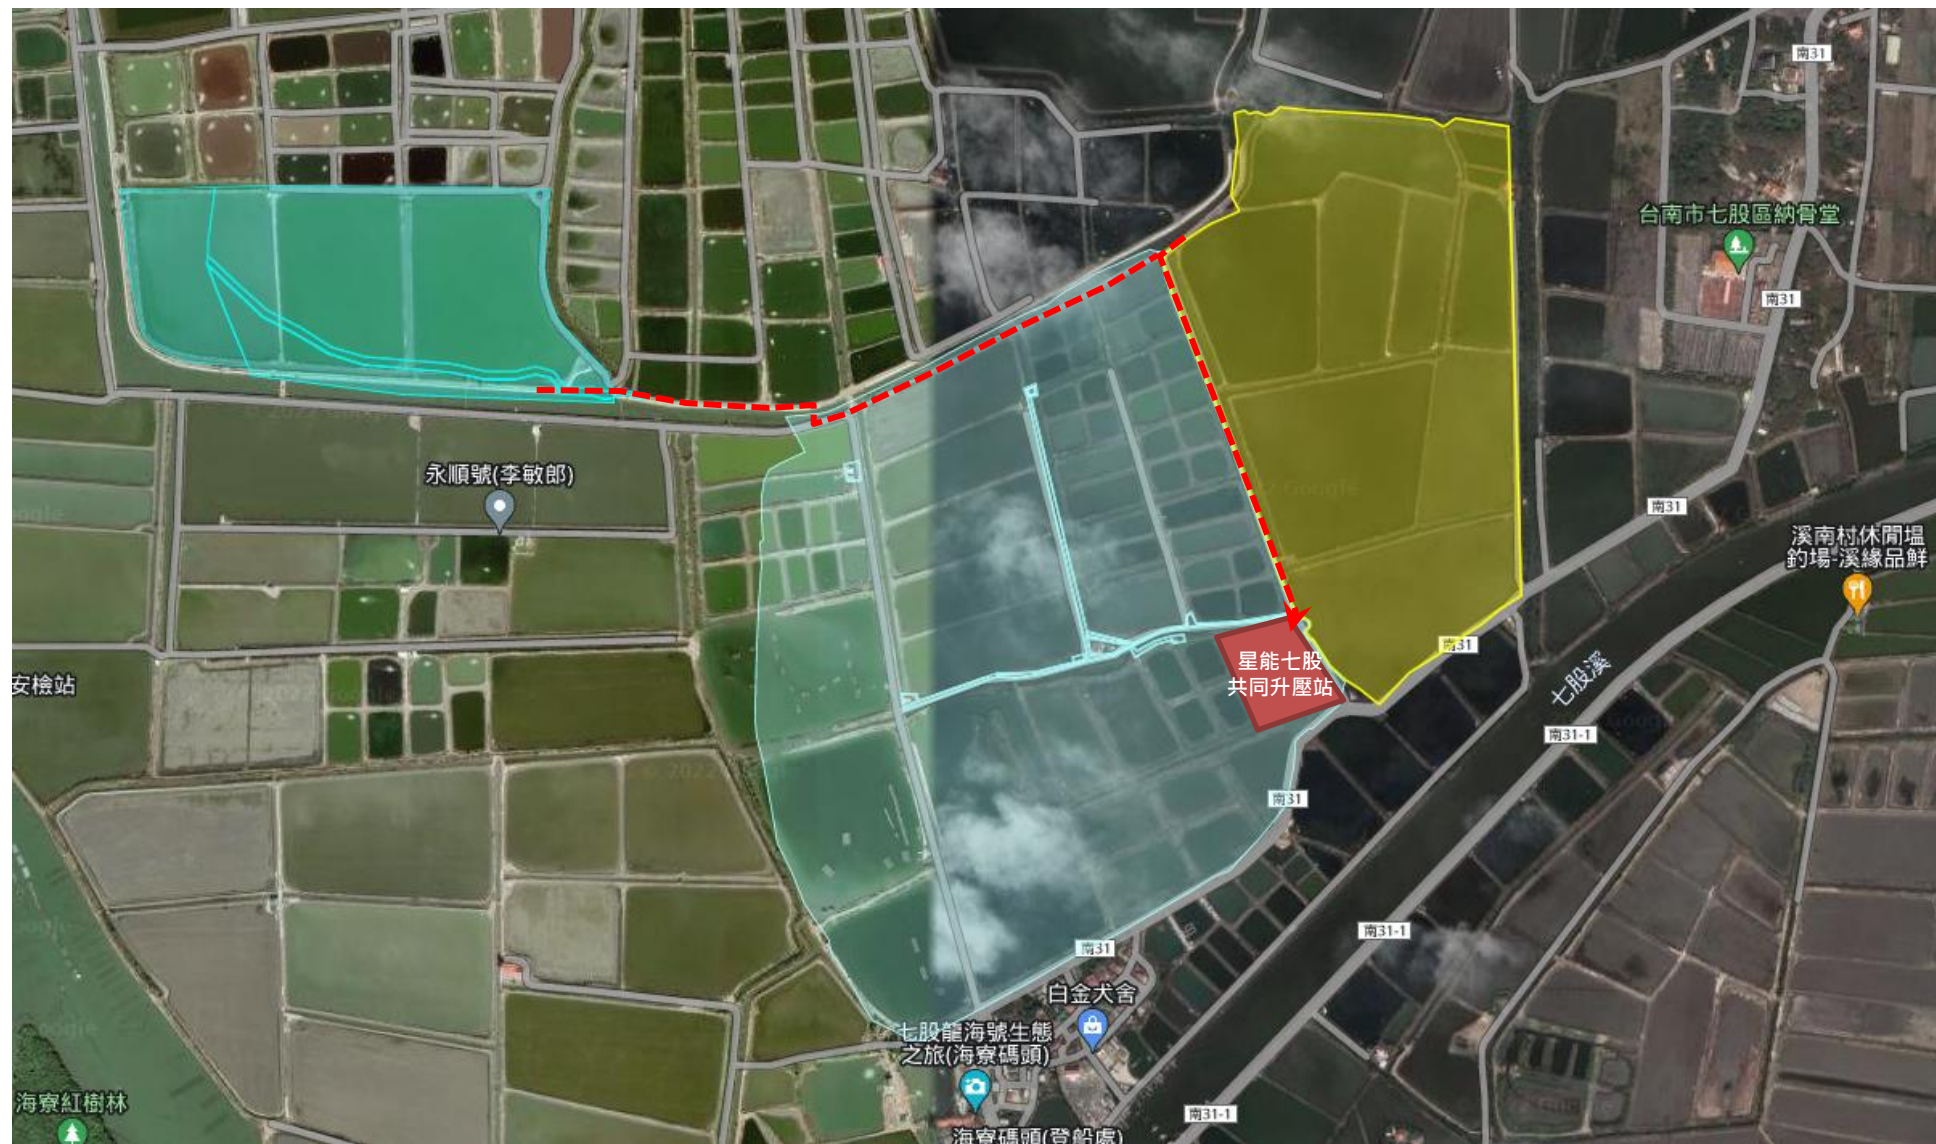 南31
台南市七股區納骨堂
南31
永順號(李敏郎)
南31
溪南村休閒塭
釣場-溪緣品鮮
南31
星能七股
共同升壓站
七股溪
安檢站
南31-1
南31
南31-1
南31
白金犬舍
七股龍海號生態
之旅(海寮碼頭)
海寮紅樹林
南31-1
海寮碼頭(登船處)